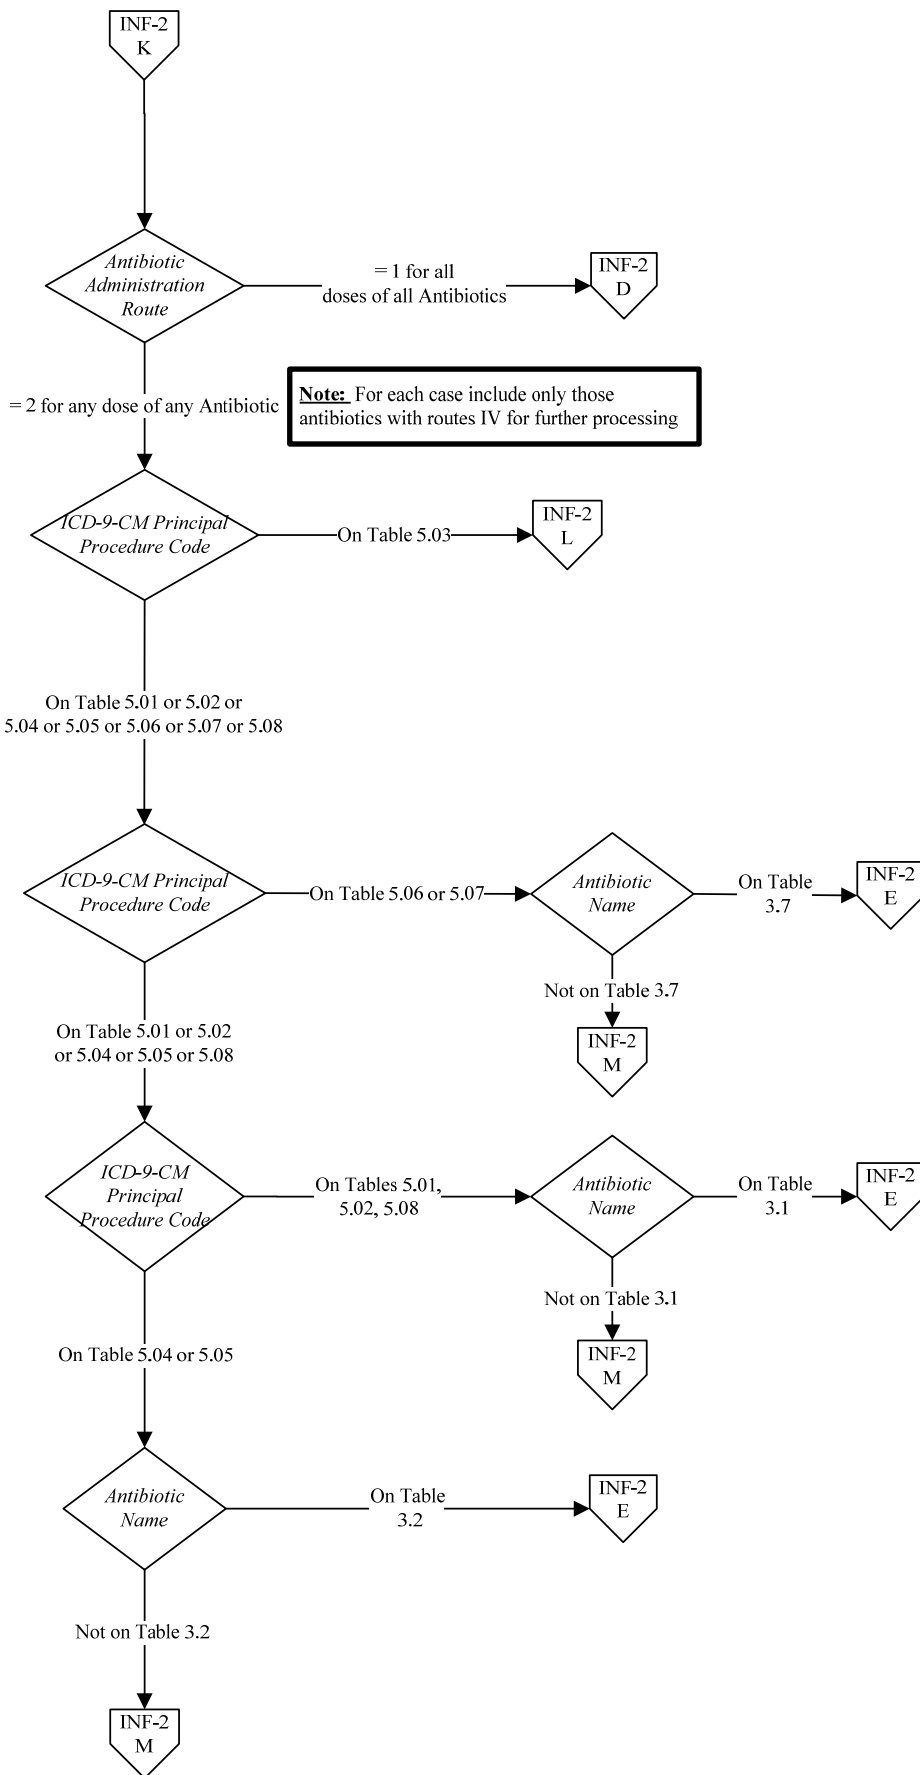 INF-2
K
Antibiotic
Administration
Route
= 1 for all
doses of all Antibiotics
INF-2
D
= 2 for any dose of any Antibiotic
Note: For each case include only those
antibiotics with routes IV for further processing
ICD-9-CM Principal
Procedure Code
On Table 5.03
INF-2
L
On Table 5.01 or 5.02 or
5.04 or 5.05 or 5.06 or 5.07 or 5.08
ICD-9-CM Principal
Procedure Code
On Table 5.06 or 5.07
Antibiotic
Name
On Table
3.7
INF-2
E
Not on Table 3.7
INF-2
M
On Table 5.01 or 5.02
or 5.04 or 5.05 or 5.08
ICD-9-CM
Principal
Procedure Code
On Tables 5.01,
5.02, 5.08
Antibiotic
Name
On Table
3.1
INF-2
E
Not on Table 3.1
INF-2
M
On Table 5.04 or 5.05
Antibiotic
Name
On Table
3.2
INF-2
E
Not on Table 3.2
INF-2
M